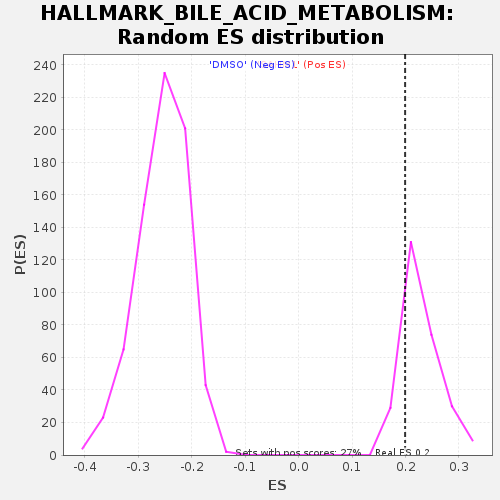 HALLMARK_BILE_ACID_METABOLISM:
Random ES distribution
'DMSO' (Neg ES).' (Pos ES)
240
220
200
180
160
140
120
100
80
60
40
20
0
P(ES)
Sets with pos scores: 27%
Real ES 0.2
-0.4 -0.3 -0.2 -0.1 0.0 0.1 0.2 0.3
ES